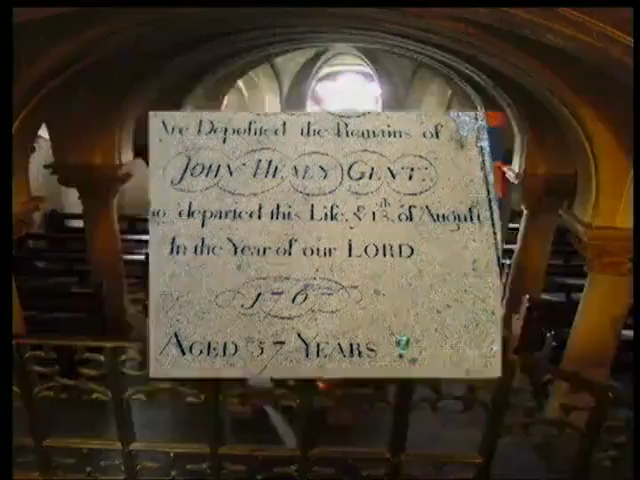 Are Deposited the Remains of
JOHN HEALY GENT:
departed this Life, ye 13th of August
In the Year of our LORD
AGED 57 YEARS